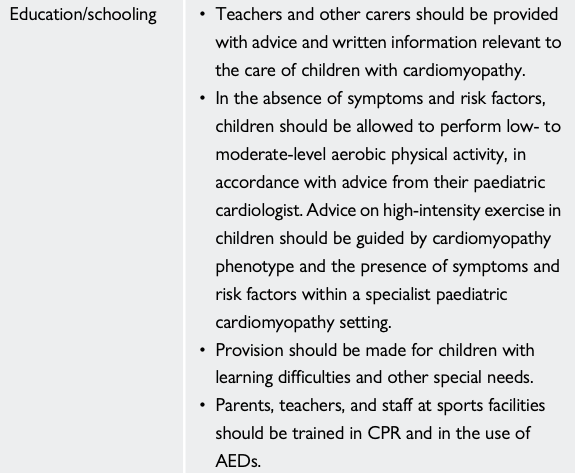 Education/schooling
• Teachers and other carers should be provided
with advice and written information relevant to
the care of children with cardiomyopathy.
• In the absence of symptoms and risk factors,
children should be allowed to perform low- to
moderate-level aerobic physical activity, in
accordance with advice from their paediatric
cardiologist. Advice on high-intensity exercise in
children should be guided by cardiomyopathy
phenotype and the presence of symptoms and
risk factors within a specialist paediatric
cardiomyopathy setting.
• Provision should be made for children with
learning difficulties and other special needs.
• Parents, teachers, and staff at sports facilities
should be trained in CPR and in the use of
AEDs.